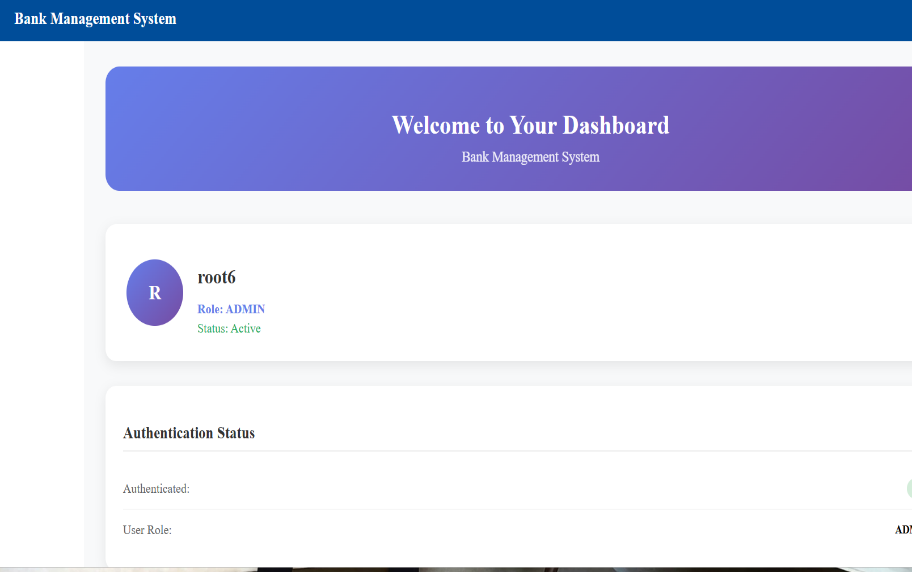 Bank Management System
Welcome to Your Dashboard
Bank Management System
R
root6
Role: ADMIN
Status: Active
Authentication Status
Authenticated:
User Role: